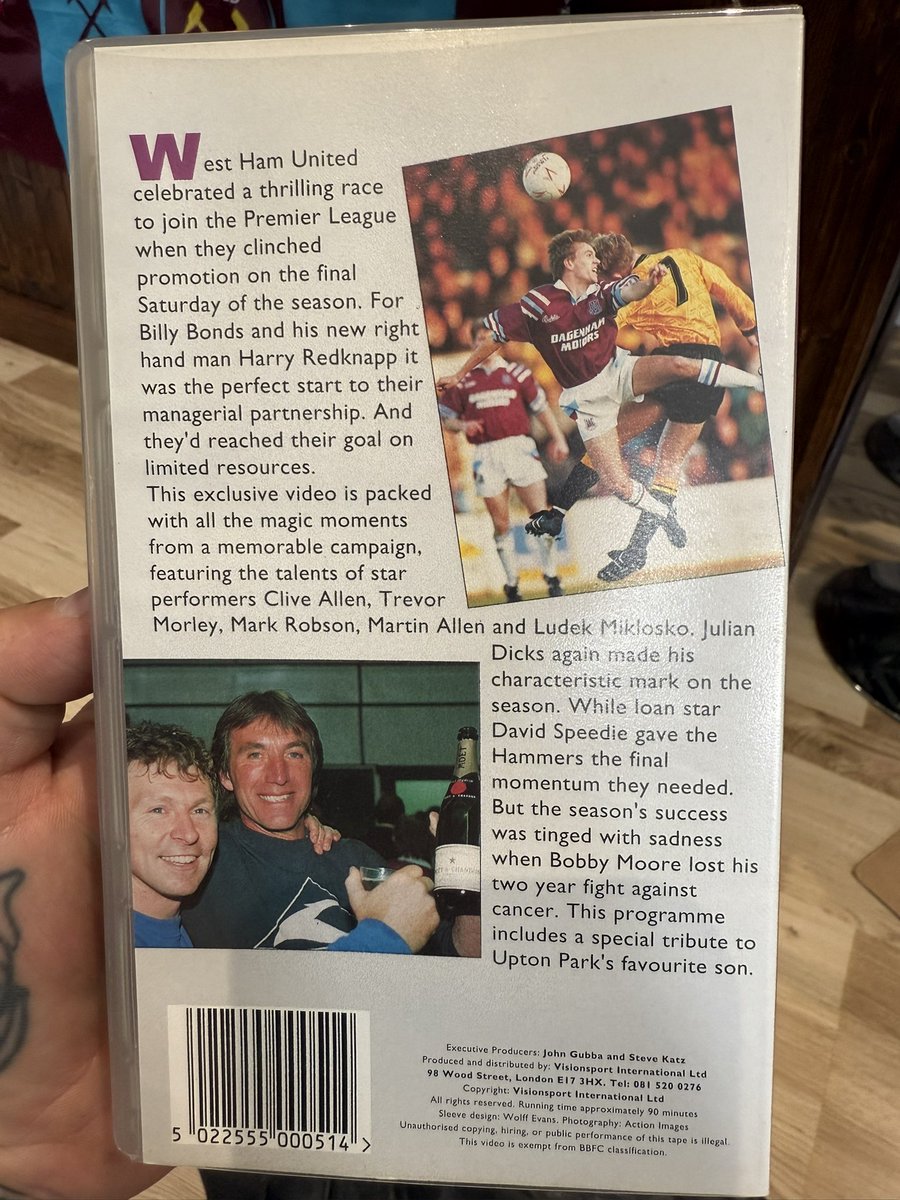 West Ham United
celebrated a thrilling race
to join the Premier League
when they clinched
promotion on the final
Saturday of the season. For
Billy Bonds and his new right
hand man Harry Redknapp it
was the perfect start to their
managerial partnership. And
they'd reached their goal on
limited resources.
This exclusive video is packed
with all the magic moments
from a memorable campaign,
featuring the talents of star
performers Clive Allen, Trevor
Morley, Mark Robson, Martin Allen and Ludek Miklosko. Julian
Dicks again made his
characteristic mark on the
season. While loan star
David Speedie gave the
Hammers the final
momentum they needed.
But the season's success
was tinged with sadness
when Bobby Moore lost his
two year fight against
cancer. This programme
includes a special tribute to
Upton Park's favourite son.
DAGENHAM
MOTORS
7
MOET
5 022555 000514 >
Executive Producers: John Gubba and Steve Katz
Produced and distributed by: Visionsport International Ltd
98 Wood Street, London E17 3HX. Tel: 081 520 0276
Copyright: Visionsport International Ltd
All rights reserved. Running time approximately 90 minutes
Sleeve design: Wolff Evans. Photography: Action Images
Unauthorised copying, hiring, or public performance of this tape is illegal.
This video is exempt from BBFC classification.